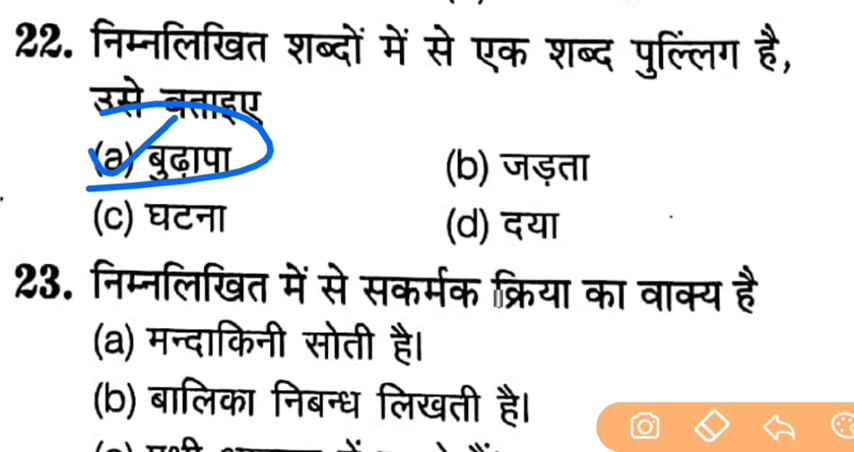 22. निम्नलिखित शब्दों में से एक शब्द पुल्लिंग है,
उसे बताइए
(a) बुढ़ापा (b) जड़ता
(c) घटना (d) दया
23. निम्नलिखित में से सकर्मक क्रिया का वाक्य है
(a) मन्दाकिनी सोती है।
(b) बालिका निबन्ध लिखती है।